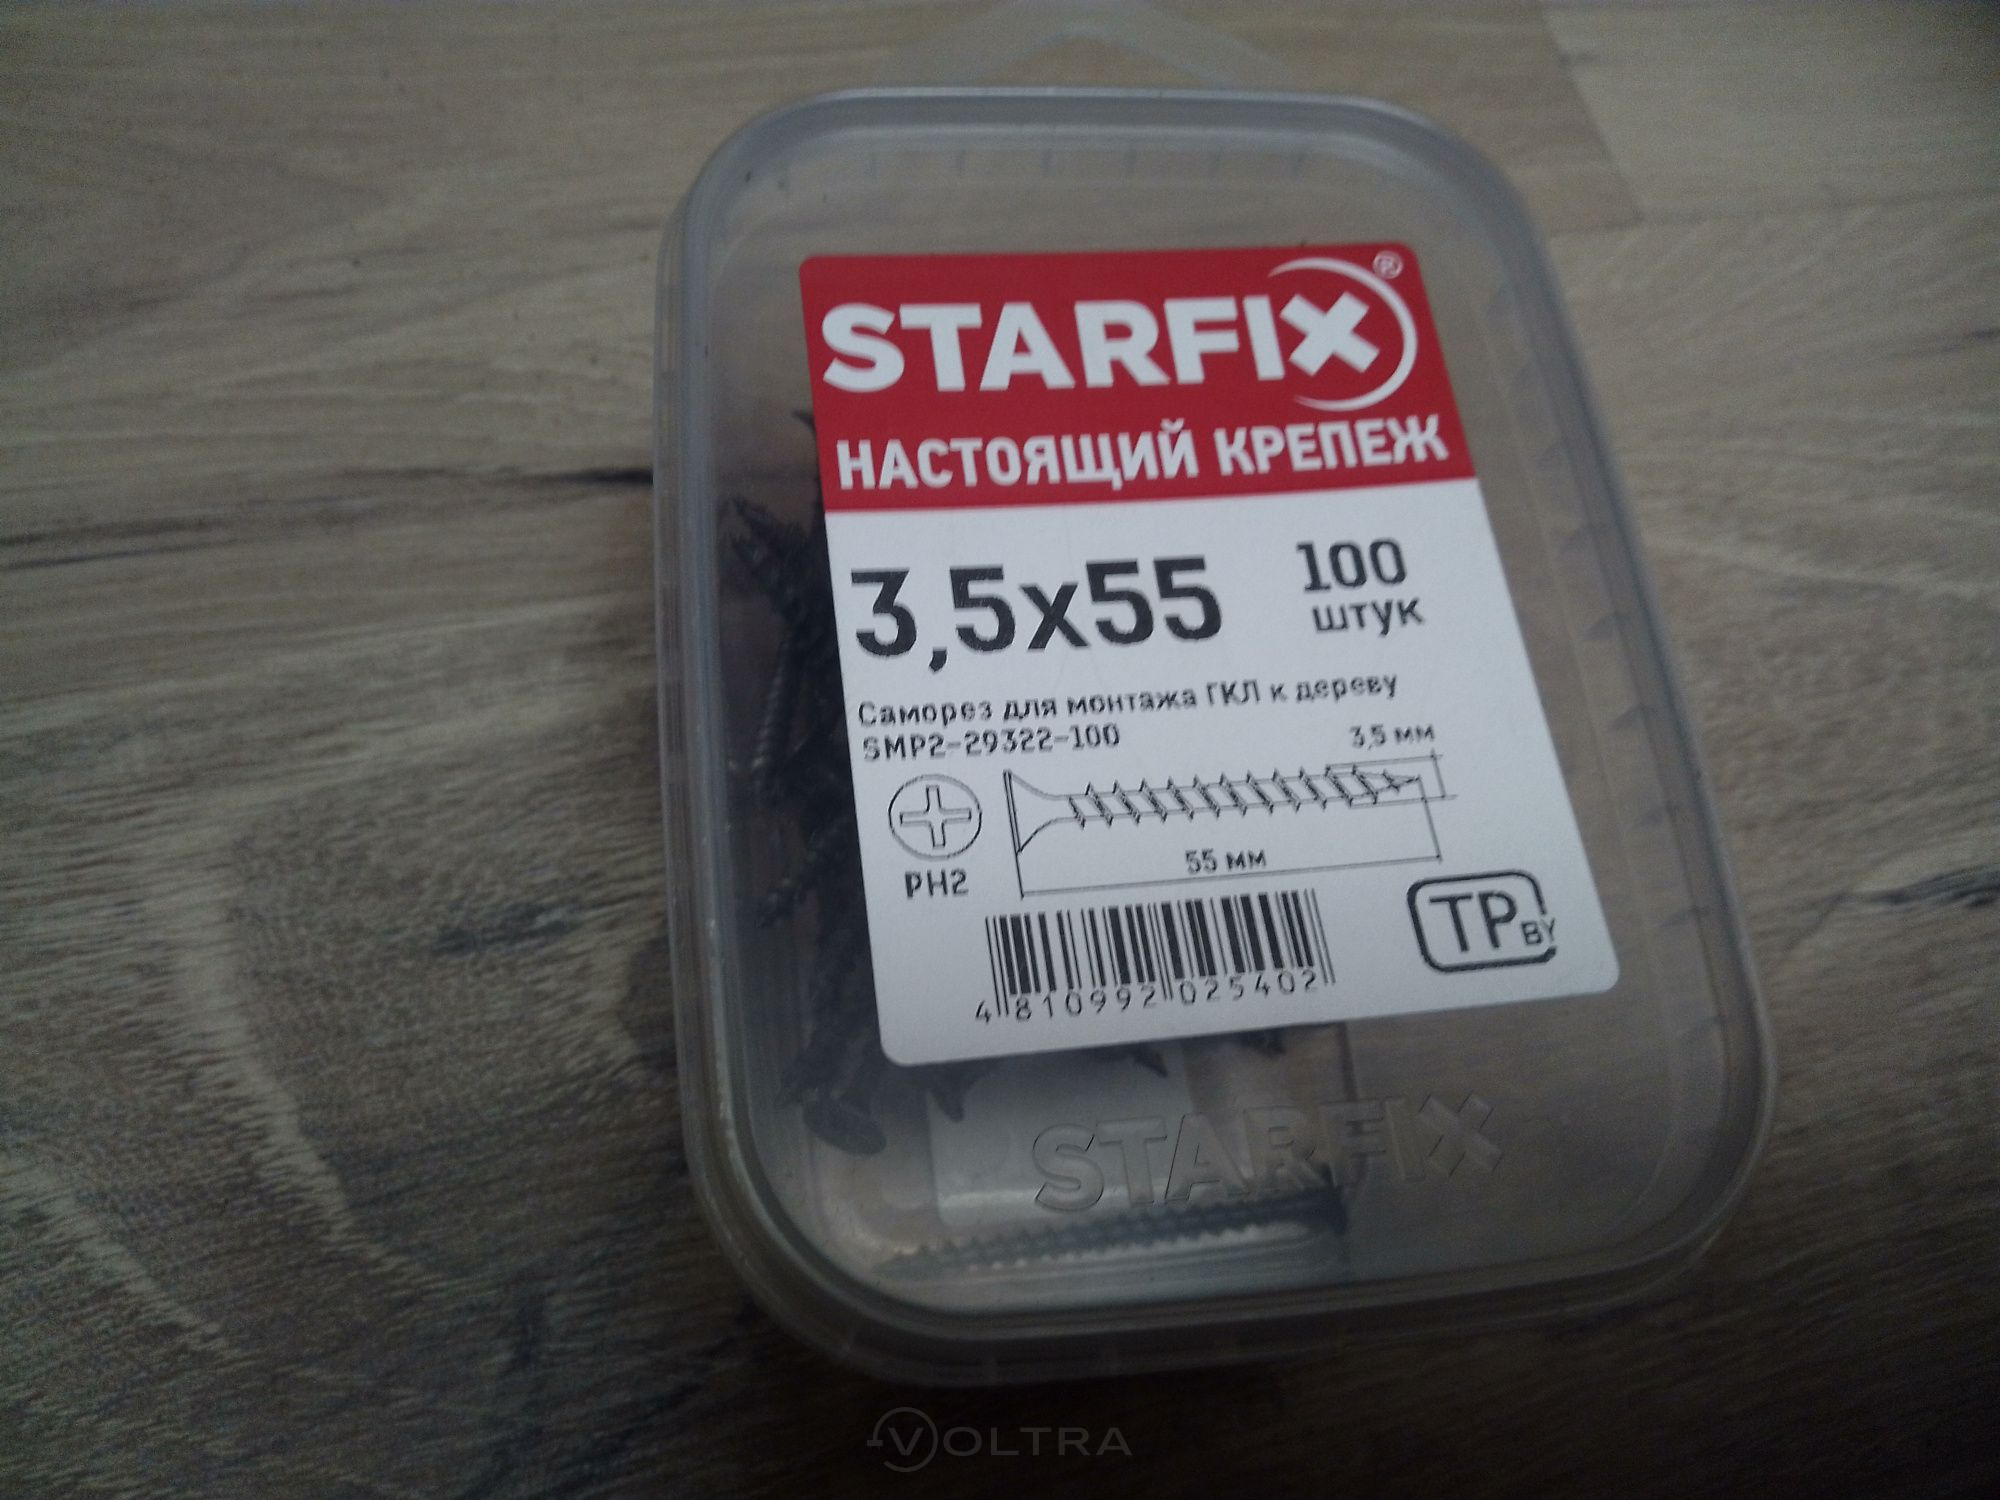 STARFIX®
НАСТОЯЩИЙ КРЕПЕЖ
3,5x55
100
штук
Саморез для монтажа ГКЛ к дереву
SMP2-29322-100
3,5 мм
PH2
55 мм
4 810992 025402
TP BY
STARFIX
VOLTRA